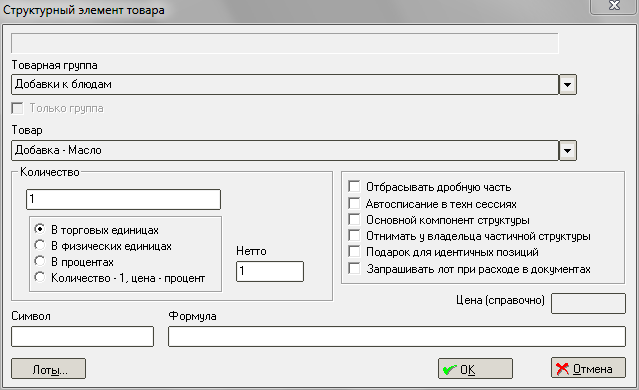 Структурный элемент товара
Товарная группа
Добавки к блюдам
Только группа
Товар
Добавка - Масло
Количество
1
В торговых единицах
В физических единицах
В процентах
Количество - 1, цена - процент
Нетто
1
Отбрасывать дробную часть
Автосписание в техн сессиях
Основной компонент структуры
Отнимать у владельца частичной структуры
Подарок для идентичных позиций
Запрашивать лот при расходе в документах
Цена (справочно)
Символ
Формула
Лоты...
OK
Отмена